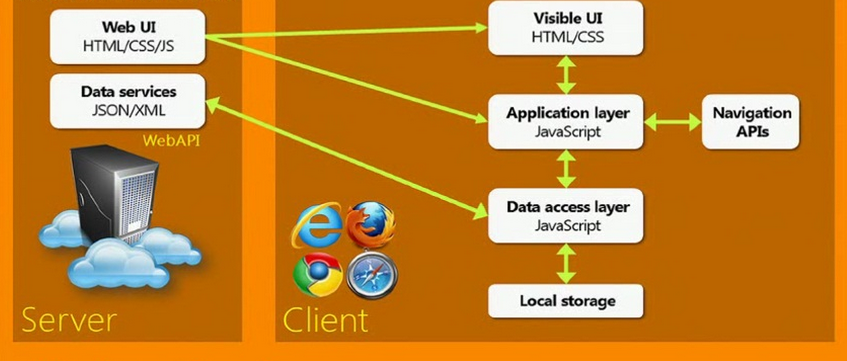 Web UI
HTML/CSS/JS
Data services
JSON/XML
WebAPI
Server
Visible UI
HTML/CSS
Application layer
JavaScript
Navigation
APIs
Data access layer
JavaScript
Local storage
Client